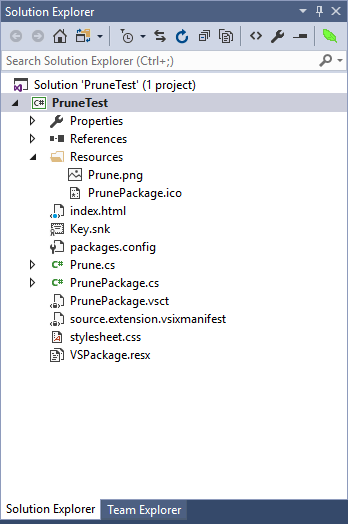 Solution Explorer
Search Solution Explorer (Ctrl+;)
Solution 'PruneTest' (1 project)
C# PruneTest
Properties
References
Resources
Prune.png
PrunePackage.ico
index.html
Key.snk
packages.config
C# Prune.cs
C# PrunePackage.cs
PrunePackage.vsct
source.extension.vsixmanifest
stylesheet.css
VSPackage.resx
Solution Explorer Team Explorer